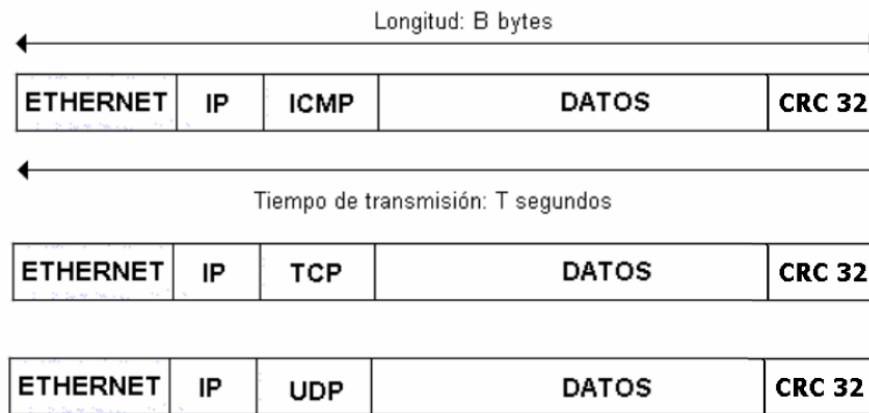 Longitud: B bytes
ETHERNET IP ICMP DATOS CRC 32
Tiempo de transmisión: T segundos
ETHERNET IP TCP DATOS CRC 32
ETHERNET IP UDP DATOS CRC 32